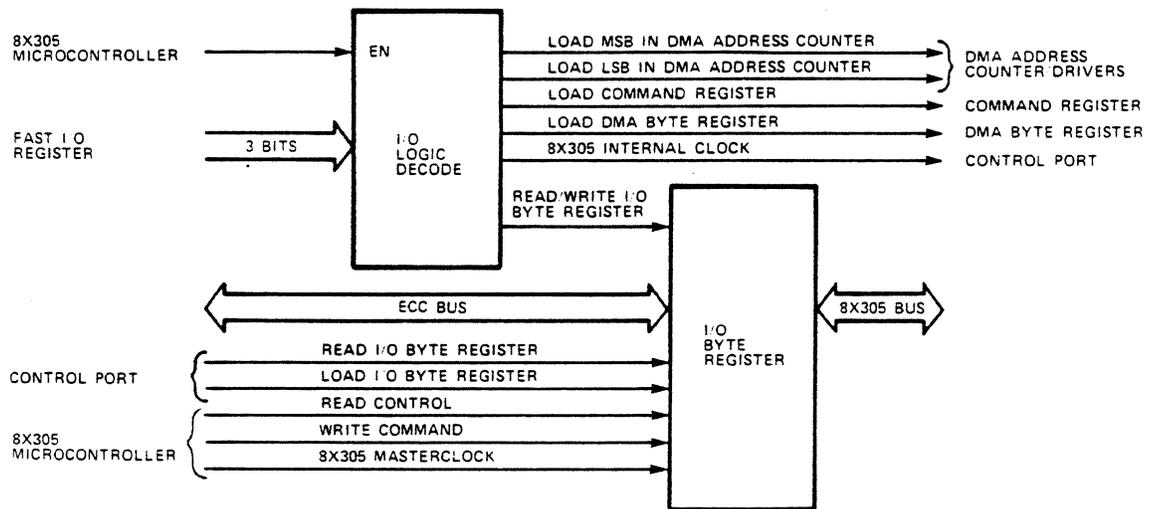 8X305
MICROCONTROLLER
EN
LOAD MSB IN DMA ADDRESS COUNTER
LOAD LSB IN DMA ADDRESS COUNTER
DMA ADDRESS
COUNTER DRIVERS
LOAD COMMAND REGISTER
COMMAND REGISTER
FAST I/O
REGISTER
3 BITS
I/O
LOGIC
DECODE
LOAD DMA BYTE REGISTER
DMA BYTE REGISTER
8X305 INTERNAL CLOCK
CONTROL PORT
READ/WRITE I/O
BYTE REGISTER
ECC BUS
8X305 BUS
I/O
BYTE
REGISTER
CONTROL PORT
READ I/O BYTE REGISTER
LOAD I/O BYTE REGISTER
8X305
MICROCONTROLLER
READ CONTROL
WRITE COMMAND
8X305 MASTERCLOCK